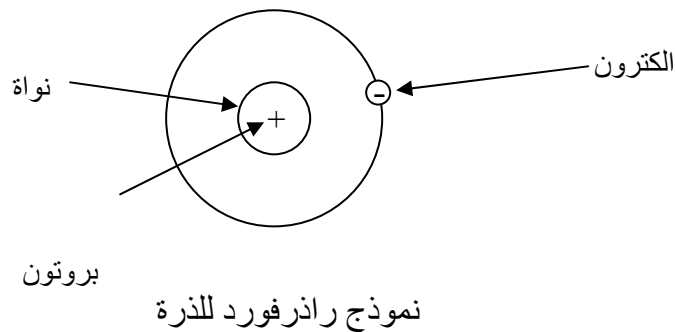 الكترون
نواة
+
-
بروتون
نموذج راذرفورد للذرة